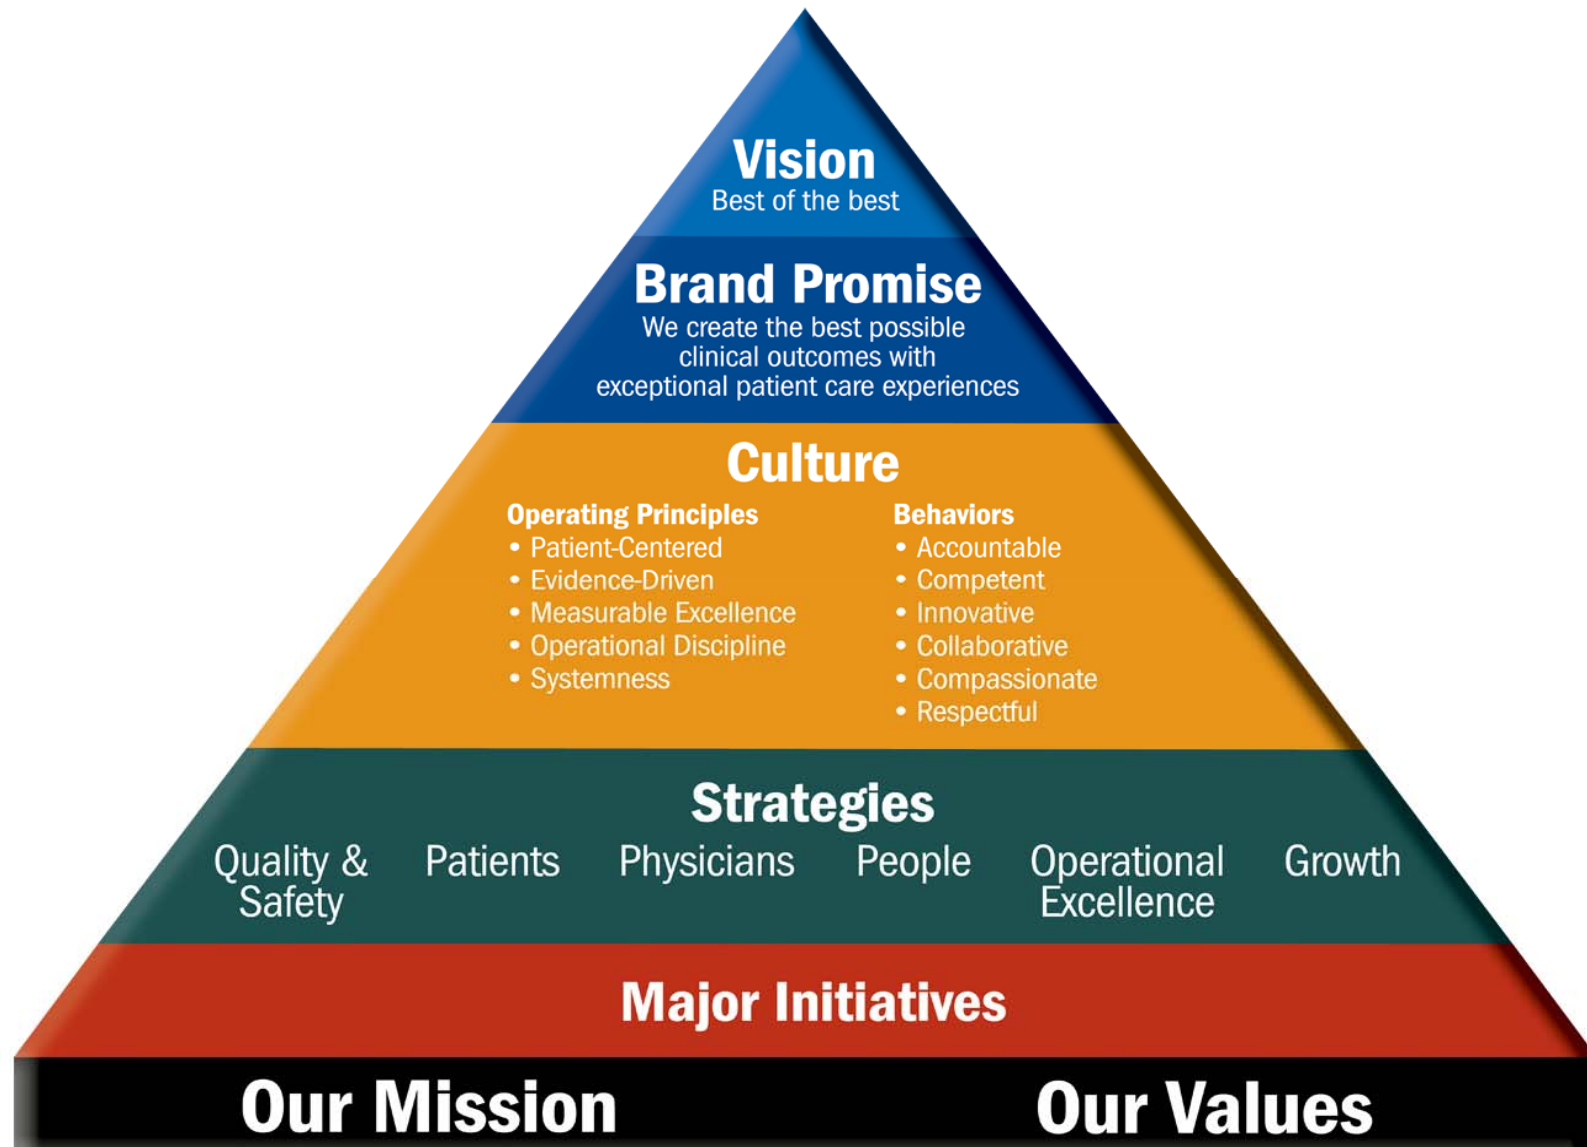 Vision
Best of the best
Brand Promise
We create the best possible
clinical outcomes with
exceptional patient care experiences
Culture
Operating Principles
• Patient-Centered
• Evidence-Driven
• Measurable Excellence
• Operational Discipline
• Systemness
Behaviors
• Accountable
• Competent
• Innovative
• Collaborative
• Compassionate
• Respectful
Strategies
Quality &
Safety
Patients
Physicians
People
Operational
Excellence
Growth
Major Initiatives
Our Mission
Our Values